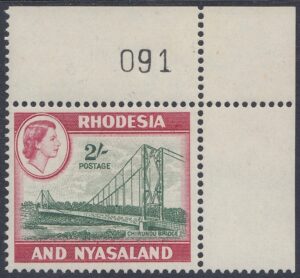 091
RHODESIA
2/-
POSTAGE
CHIRUNDU BRIDGE
AND NYASALAND